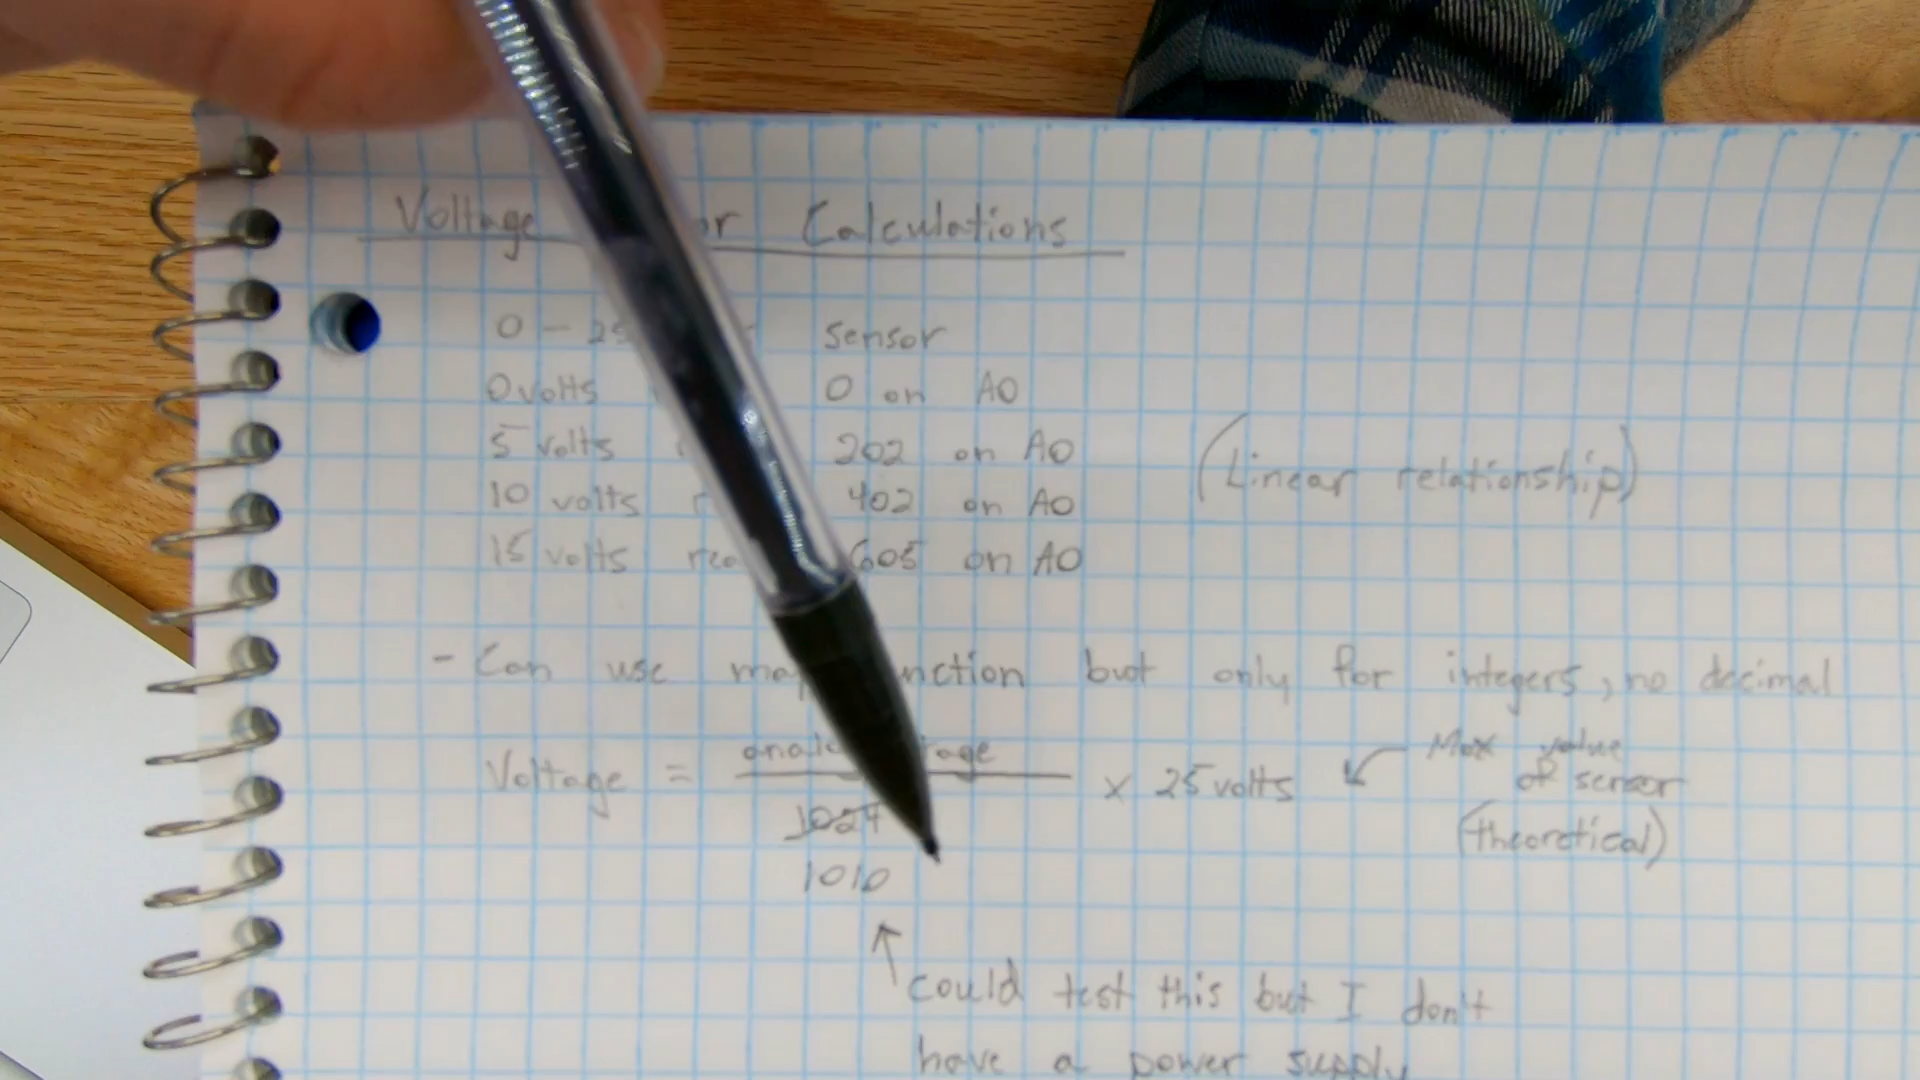 Voltage Calculations
0 - 25 sensor
0 volts 0 on A0
5 volts 202 on A0
10 volts 402 on A0
15 volts 605 on A0
(Linear relationship)
- Can use but only for integers, no decimal
Voltage = x 25 volts
1024
1010
Max value
of sensor
(theoretical)
could test this but I don't
have a power supply